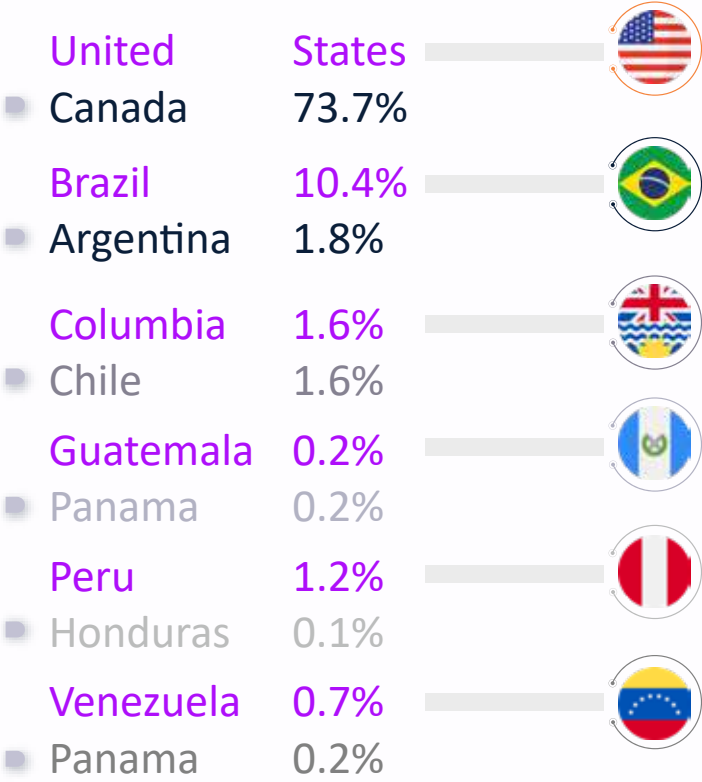 United States
Canada 73.7%
Brazil 10.4%
Argentina 1.8%
Columbia 1.6%
Chile 1.6%
Guatemala 0.2%
Panama 0.2%
Peru 1.2%
Honduras 0.1%
Venezuela 0.7%
Panama 0.2%